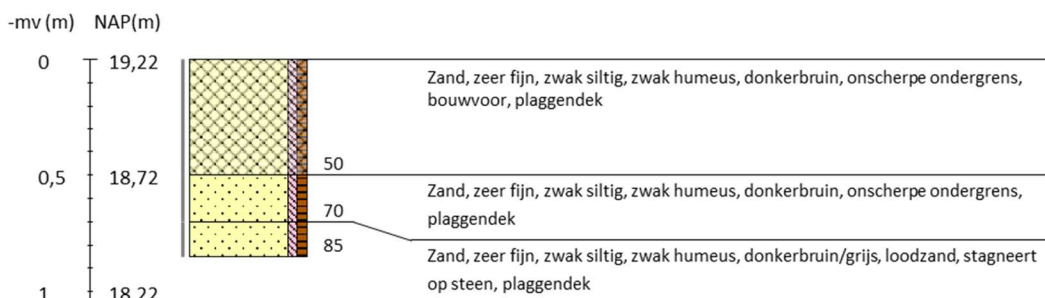 -mv (m) NAP(m)
0 19,22
Zand, zeer fijn, zwak siltig, zwak humeus, donkerbruin, onscherpe ondergrens,
bouwvoor, plaggendek
50
0,5 18,72
Zand, zeer fijn, zwak siltig, zwak humeus, donkerbruin, onscherpe ondergrens,
plaggendek
70
85
Zand, zeer fijn, zwak siltig, zwak humeus, donkerbruin/grijs, loodzand, stagneert
op steen, plaggendek
1 18,22